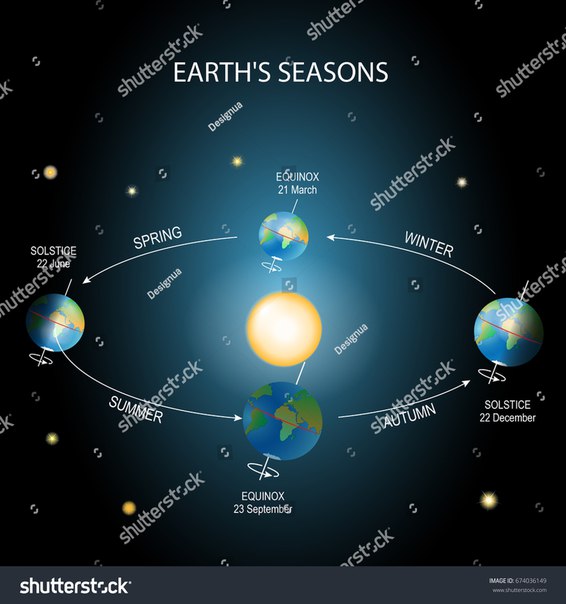 EARTH'S SEASONS
Designua
EQUINOX
21 March
SPRING
WINTER
SOLSTICE
22 June
Designua
Designua
SUMMER
AUTUMN
SOLSTICE
22 December
EQUINOX
23 September
shutterstock
IMAGE ID: 674036149
www.shutterstock.com